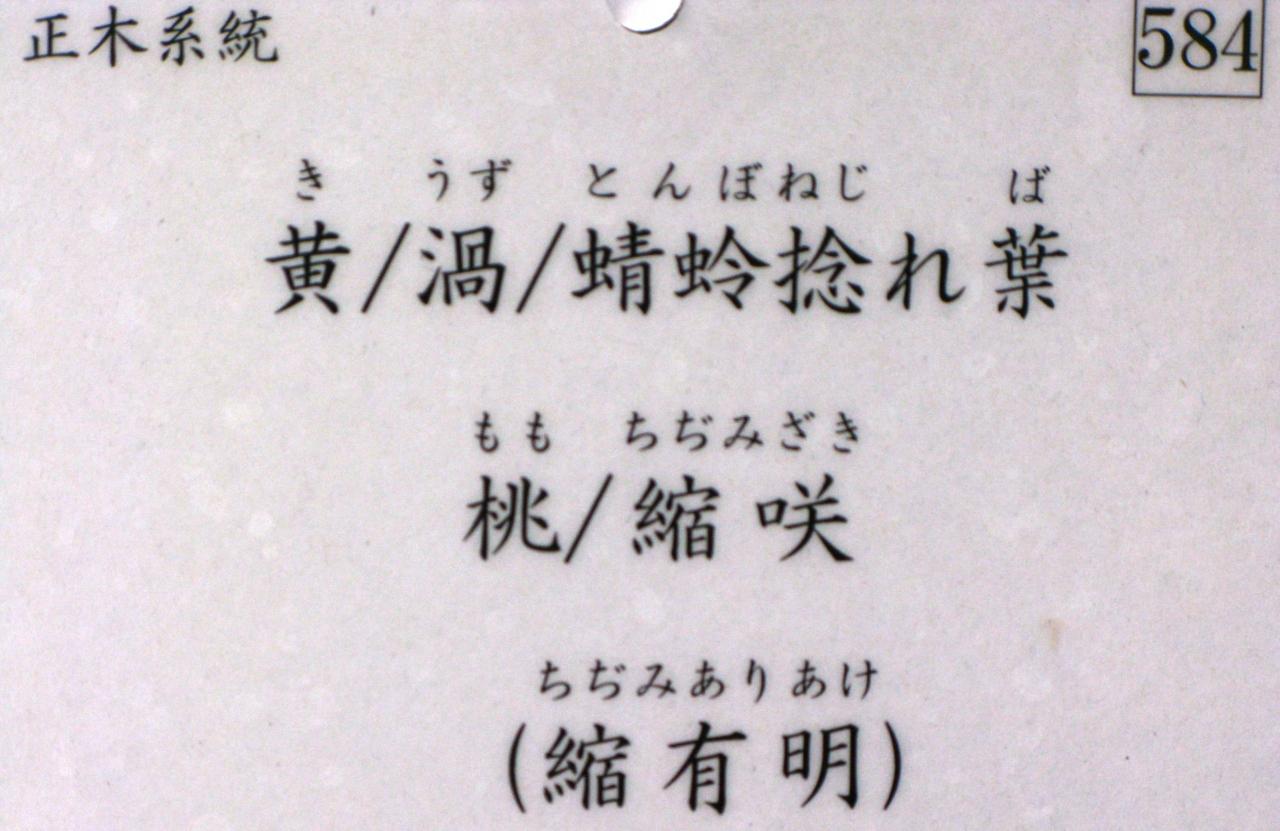 正木系統
584
き うず とんぼねじ ば
黄/渦/蜻蛉捻れ葉
もも ちぢみざき
桃/縮咲
ちぢみありあけ
(縮有明)